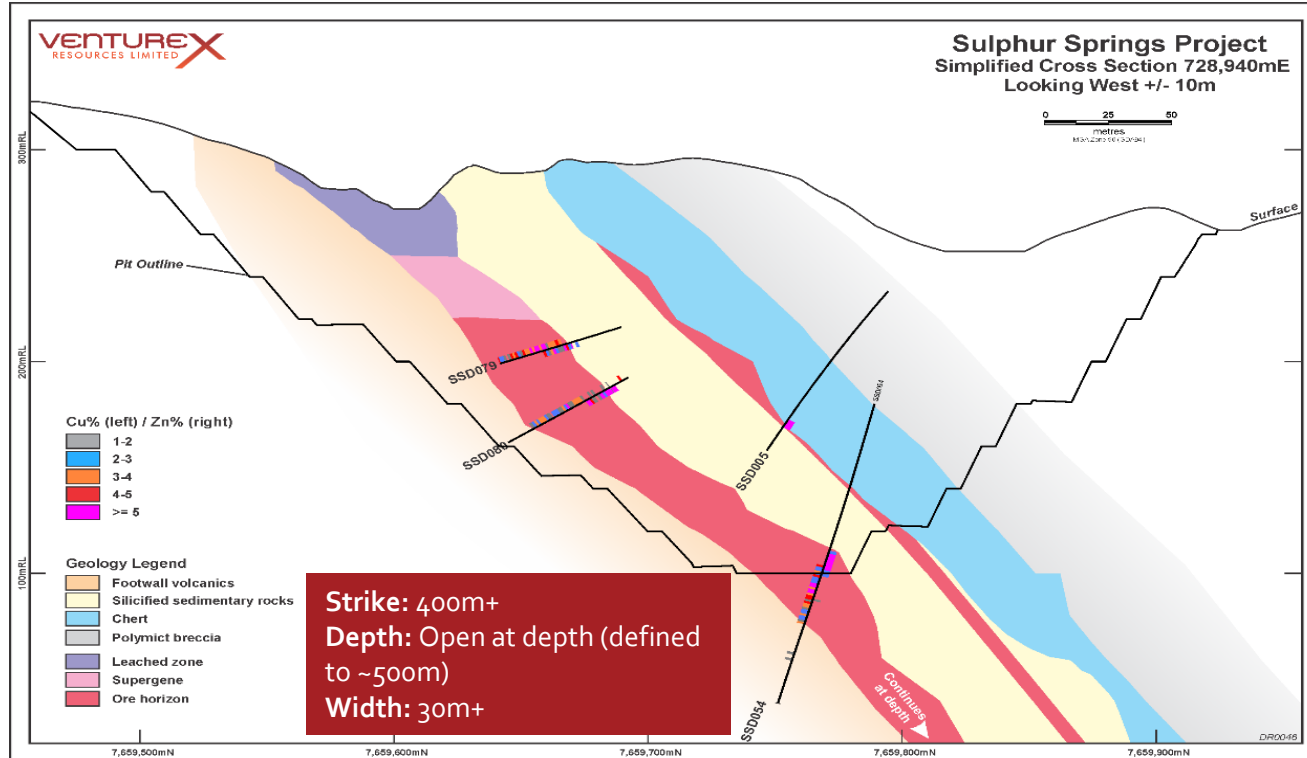 VENTUREX
RESOURCES LIMITED
Sulphur Springs Project
Simplified Cross Section 728,940mE
Looking West +/- 10m
0 25 50
metres
300mRL
200mRL
100mRL
Surface
Pit Outline
SSD079
SSD080
SSD005
SSD054
Cu% (left) / Zn% (right)
1-2
2-3
3-4
4-5
>= 5
Geology Legend
Footwall volcanics
Silicified sedimentary rocks
Chert
Polymict breccia
Leached zone
Supergene
Ore horizon
Strike: 400m+
Depth: Open at depth (defined
to ~500m)
Width: 30m+
Continues
at depth
DR0046
7,659,500mN 7,659,600mN 7,659,700mN 7,659,800mN 7,659,900mN